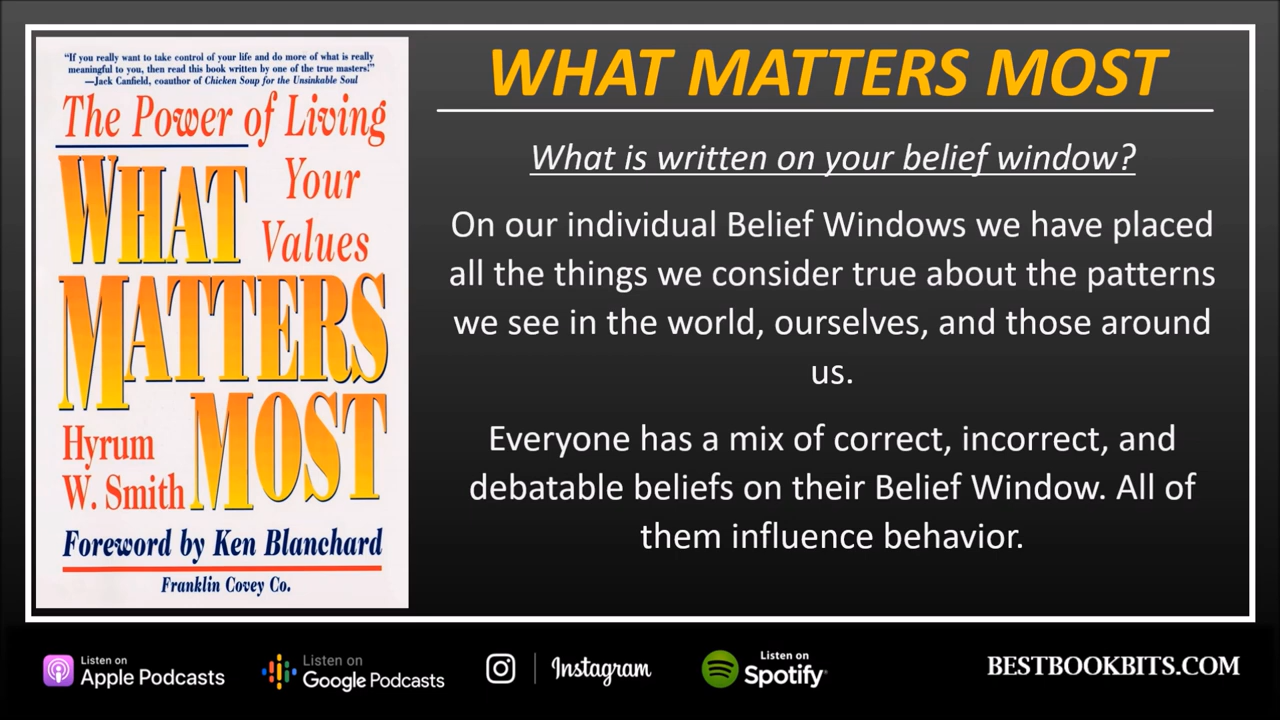 "If you really want to take control of your life and do more of what is really
meaningful to you, then read this book written by one of the true masters!"
—Jack Canfield, coauthor of Chicken Soup for the Unsinkable Soul
The Power of Living
Your
Values
WHAT
MATTERS
MOST
Hyrum
W. Smith
Foreword by Ken Blanchard
Franklin Covey Co.
WHAT MATTERS MOST
What is written on your belief window?
On our individual Belief Windows we have placed
all the things we consider true about the patterns
we see in the world, ourselves, and those around
us.
Everyone has a mix of correct, incorrect, and
debatable beliefs on their Belief Window. All of
them influence behavior.
Listen on
Apple Podcasts
Listen on
Google Podcasts
Instagram
Listen on
Spotify
BESTBOOKBITS.COM